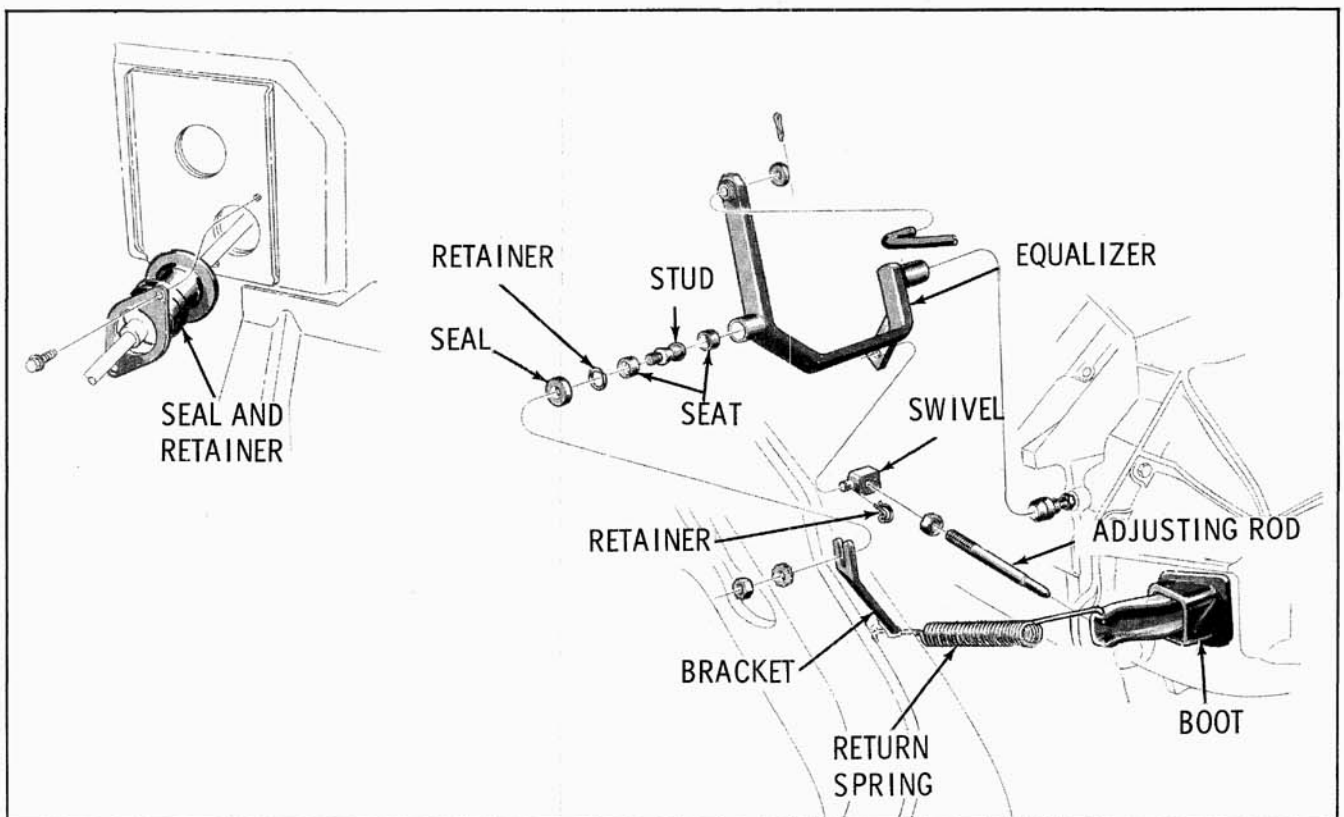 RETAINER
STUD
EQUALIZER
SEAL
SEAL AND
RETAINER
SEAT
SWIVEL
RETAINER
ADJUSTING ROD
BRACKET
BOOT
RETURN
SPRING